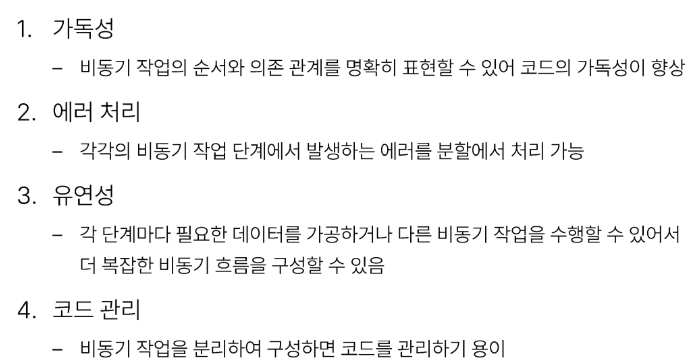 1. 가독성
– 비동기 작업의 순서와 의존 관계를 명확히 표현할 수 있어 코드의 가독성이 향상
2. 에러 처리
– 각각의 비동기 작업 단계에서 발생하는 에러를 분할에서 처리 가능
3. 유연성
– 각 단계마다 필요한 데이터를 가공하거나 다른 비동기 작업을 수행할 수 있어서
더 복잡한 비동기 흐름을 구성할 수 있음
4. 코드 관리
– 비동기 작업을 분리하여 구성하면 코드를 관리하기 용이